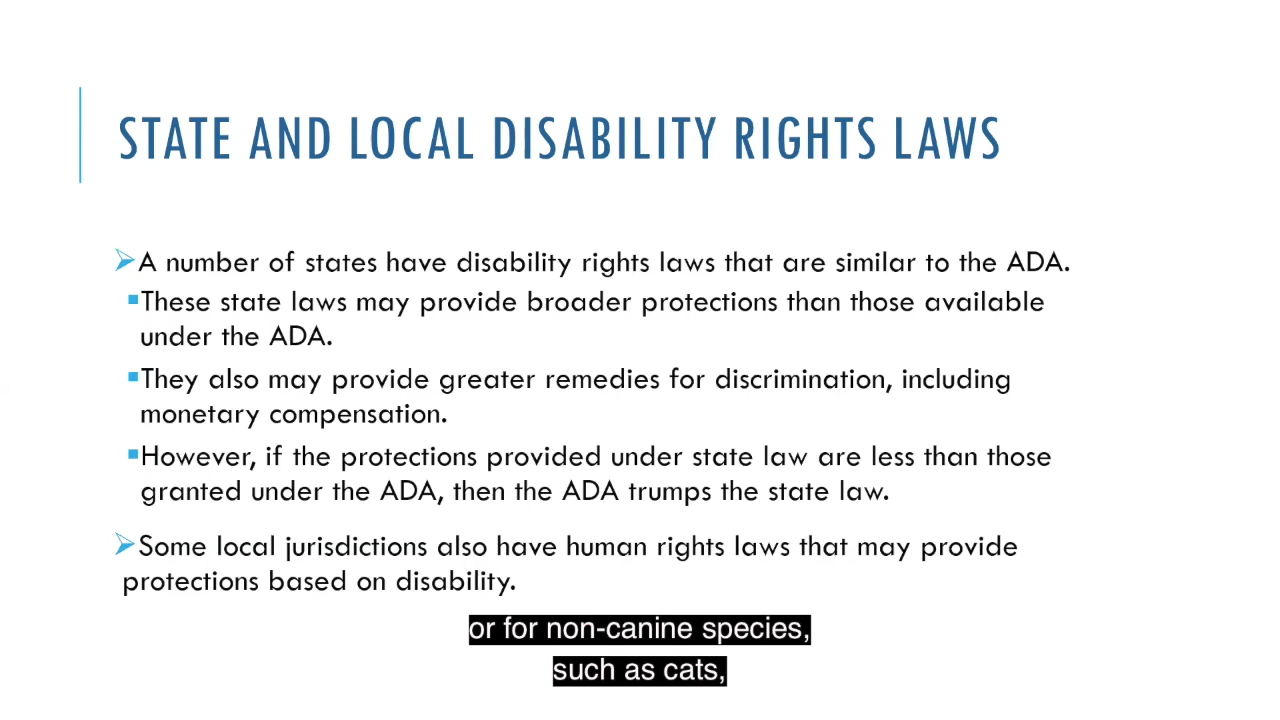 STATE AND LOCAL DISABILITY RIGHTS LAWS
A number of states have disability rights laws that are similar to the ADA.
These state laws may provide broader protections than those available
under the ADA.
They also may provide greater remedies for discrimination, including
monetary compensation.
However, if the protections provided under state law are less than those
granted under the ADA, then the ADA trumps the state law.
Some local jurisdictions also have human rights laws that may provide
protections based on disability.
or for non-canine species,
such as cats,